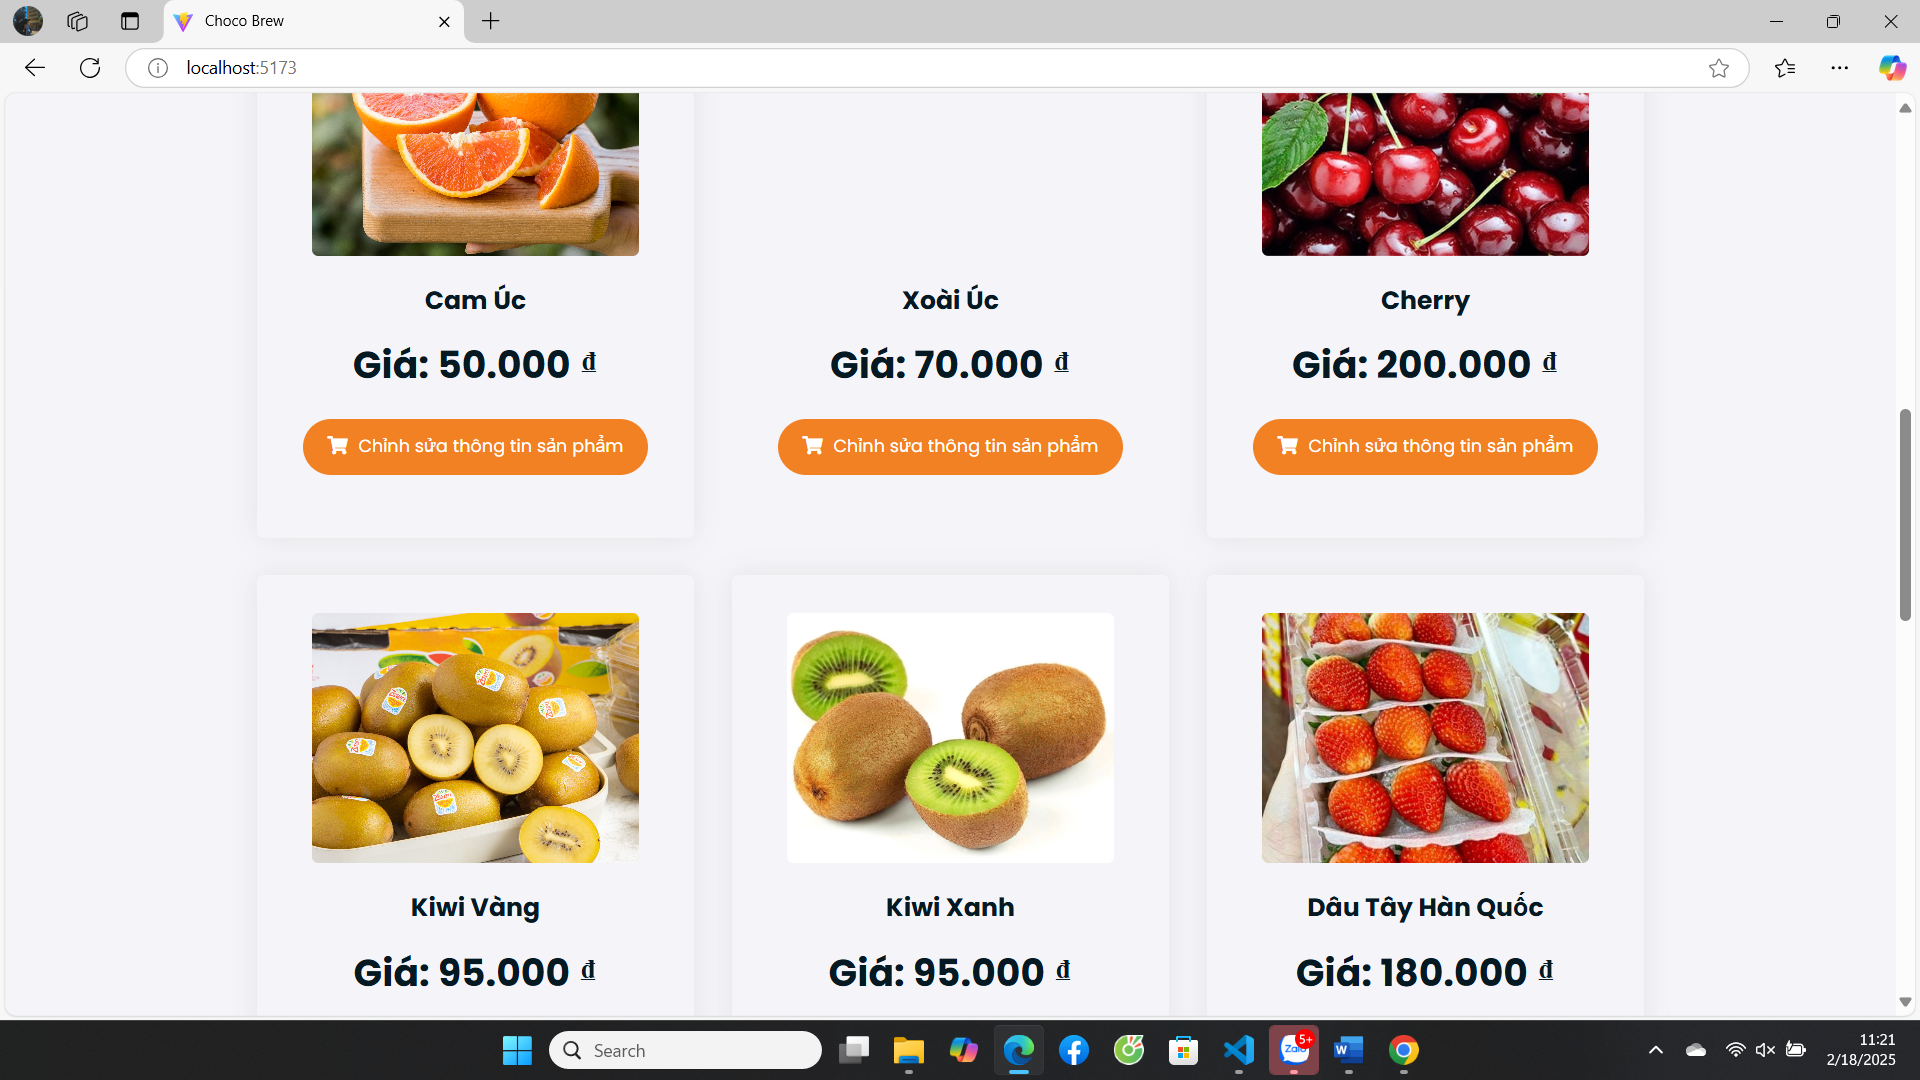 Choco Brew
localhost:5173
Cam Úc
Xoài Úc
Cherry
Giá: 50.000 ₫
Giá: 70.000 ₫
Giá: 200.000 ₫
Chỉnh sửa thông tin sản phẩm
Chỉnh sửa thông tin sản phẩm
Chỉnh sửa thông tin sản phẩm
Kiwi Vàng
Kiwi Xanh
Dâu Tây Hàn Quốc
Giá: 95.000 ₫
Giá: 95.000 ₫
Giá: 180.000 ₫
Search
Zalo
5+
W
11:21
2/18/2025